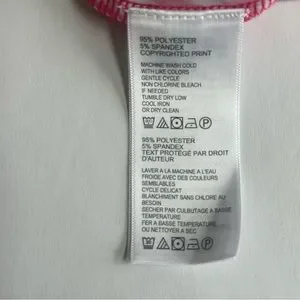 95% POLYESTER
5% SPANDEX
COPYRIGHTED PRINT
MACHINE WASH COLD
WITH LIKE COLORS
GENTLE CYCLE
NON CHLORINE BLEACH
IF NEEDED
TUMBLE DRY LOW
COOL IRON
OR DRY CLEAN
95% POLYESTER
5% SPANDEX
TEXT PROTÉGÉ PAR DROIT
D'AUTEUR
LAVER A LA MACHINE A L'EAU
FROIDE AVEC DES COULEURS
SEMBLABLES
CYCLE DELICAT
BLANCHIMENT SANS CHLORE AU
BESOIN
SECHER PAR CULBUTAGE A BASSE
TEMPERATURE
FER A BASSE TEMPERATURE
OU NETTOYER A SEC